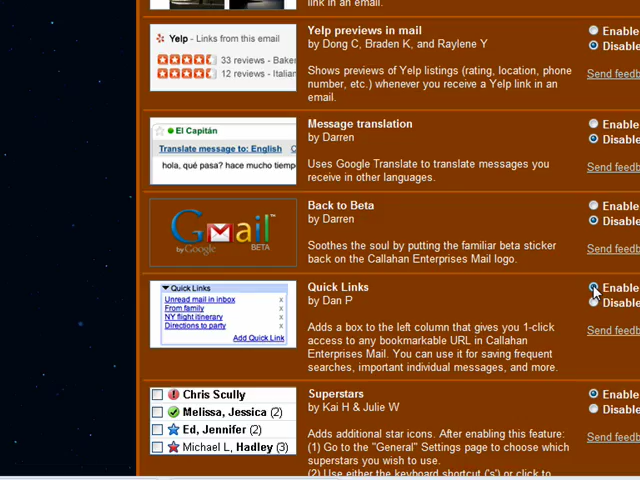 link in an email.
Yelp - Links from this email
33 reviews - Baker
12 reviews - Italian
Yelp previews in mail
by Dong C, Braden K, and Raylene Y
Shows previews of Yelp listings (rating, location, phone
number, etc.) whenever you receive a Yelp link in an
email.
Enable
Disable
Send feedb
El Capitán
Translate message to: English
hola, qué pasa? hace mucho tiemp
Message translation
by Darren
Uses Google Translate to translate messages you
receive in other languages.
Enable
Disable
Send feedb
Gmail
by Google
BETA
Back to Beta
by Darren
Soothes the soul by putting the familiar beta sticker
back on the Callahan Enterprises Mail logo.
Enable
Disable
Send feedb
Quick Links
Unread mail in inbox x
From family x
NY flight itinerary x
Directions to party x
Add Quick Link
Quick Links
by Dan P
Adds a box to the left column that gives you 1-click
access to any bookmarkable URL in Callahan
Enterprises Mail. You can use it for saving frequent
searches, important individual messages, and more.
Enable
Disable
Send feedb
Chris Scully
Melissa, Jessica (2)
Ed, Jennifer (2)
Michael L, Hadley (3)
Superstars
by Kai H & Julie W
Adds additional star icons. After enabling this feature:
(1) Go to the "General" Settings page to choose which
superstars you wish to use.
(2) Use either the keyboard shortcut ('s') or click to
Enable
Disable
Send feedb